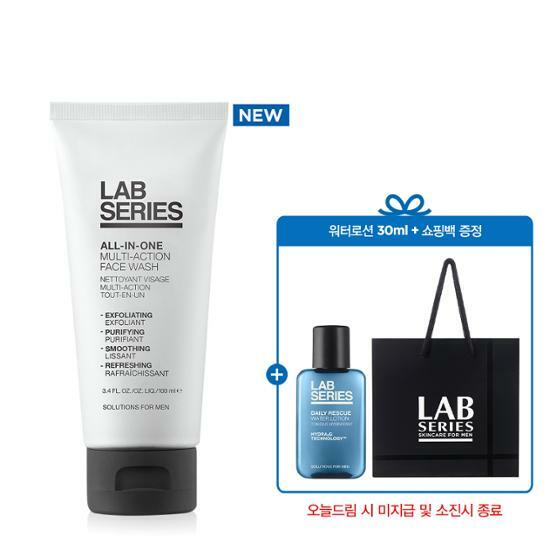 NEW
LAB
SERIES
ALL-IN-ONE
MULTI-ACTION
FACE WASH
NETTOYANT VISAGE
MULTI-ACTION
TOUT-EN-UN
- EXFOLIATING
EXFOLIANT
- PURIFYING
PURIFIANT
- SMOOTHING
LISSANT
- REFRESHING
RAFRAÎCHISSANT
3.4 FL. OZ./OZ. LIQ./100 ml ℮
SOLUTIONS FOR MEN
워터로션 30ml + 쇼핑백 증정
+
LAB
SERIES
DAILY RESCUE
WATER LOTION
HYDRA2G
TECHNOLOGY™
SOLUTIONS FOR MEN
LAB
SERIES
SKINCARE FOR MEN
오늘드림 시 미지급 및 소진시 종료